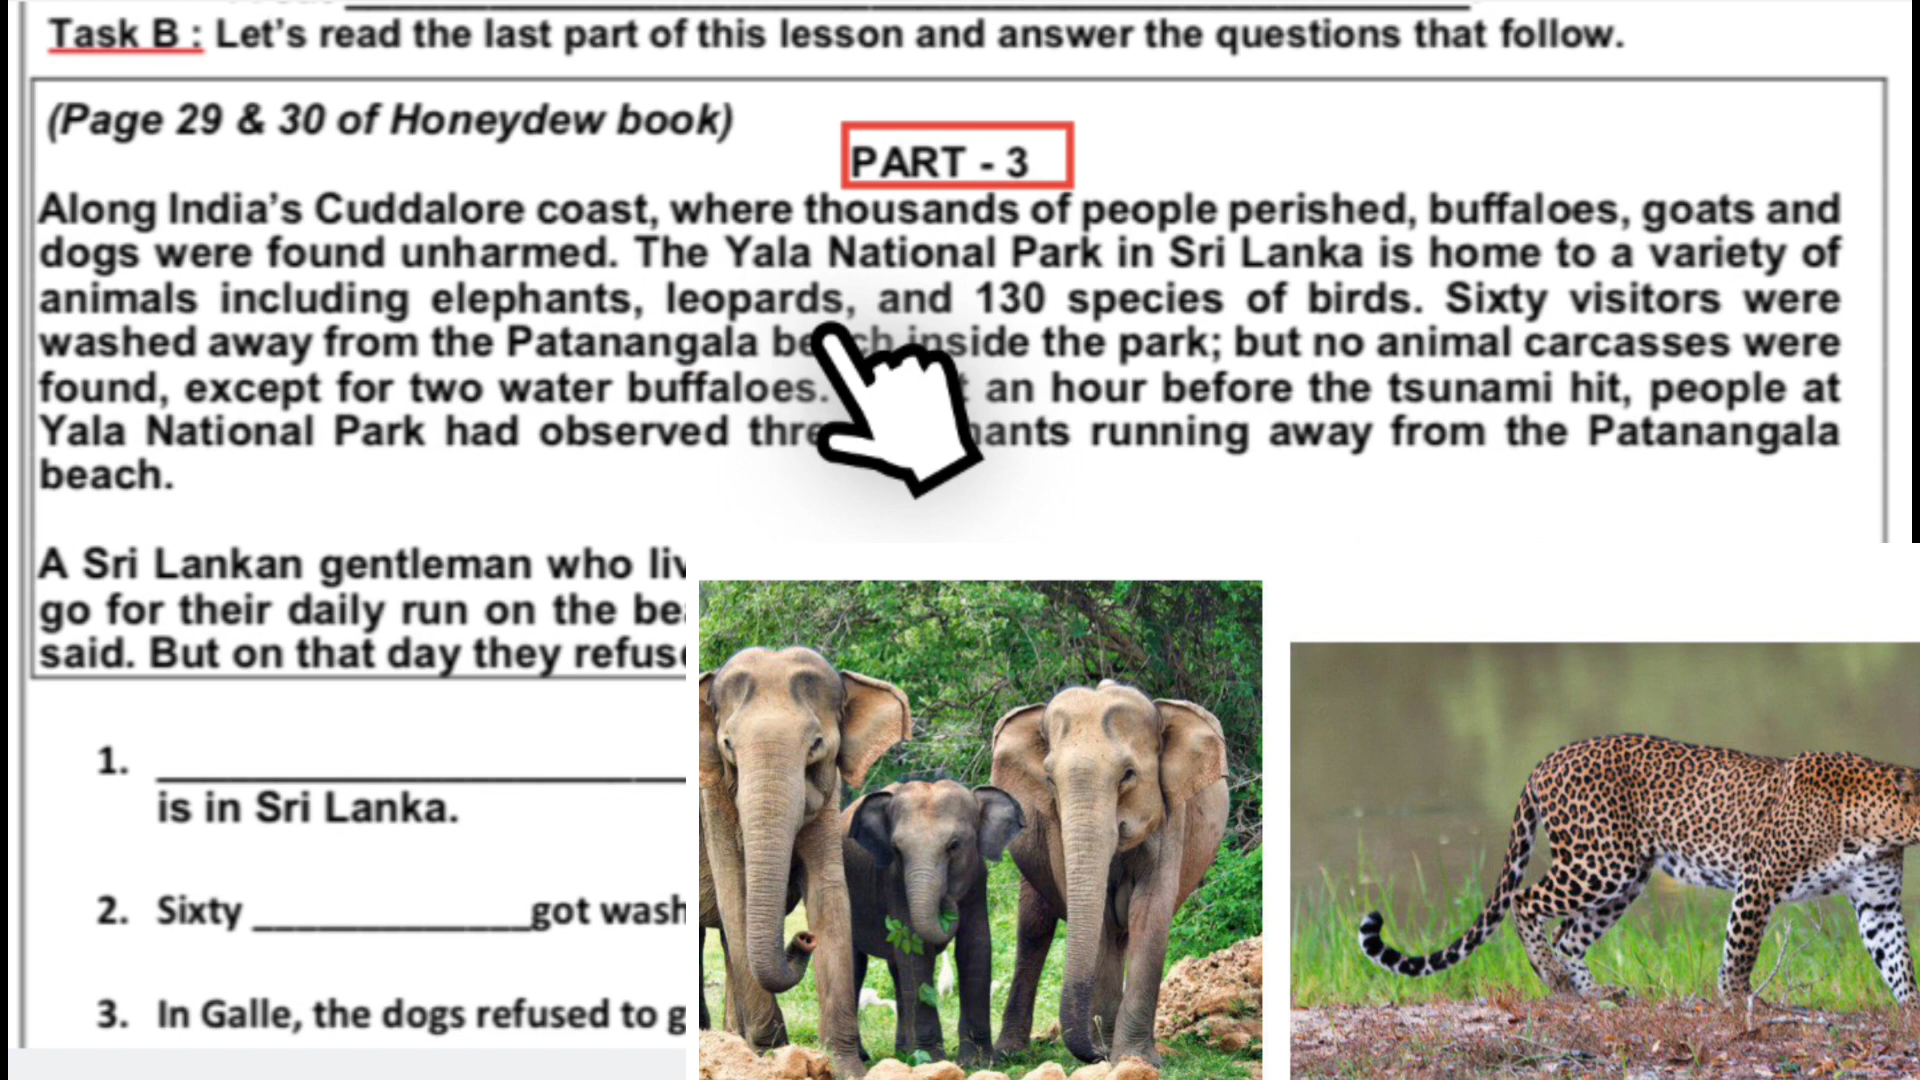 Task B : Let's read the last part of this lesson and answer the questions that follow.
(Page 29 & 30 of Honeydew book)
PART - 3
Along India's Cuddalore coast, where thousands of people perished, buffaloes, goats and
dogs were found unharmed. The Yala National Park in Sri Lanka is home to a variety of
animals including elephants, leopards, and 130 species of birds. Sixty visitors were
washed away from the Patanangala beach inside the park; but no animal carcasses were
found, except for two water buffaloes. an hour before the tsunami hit, people at
Yala National Park had observed running away from the Patanangala
beach.
A Sri Lankan gentleman who
go for their daily run on the
said. But on that day they
1. ____________________
is in Sri Lanka.
2. Sixty ______________got
3. In Galle, the dogs refused to